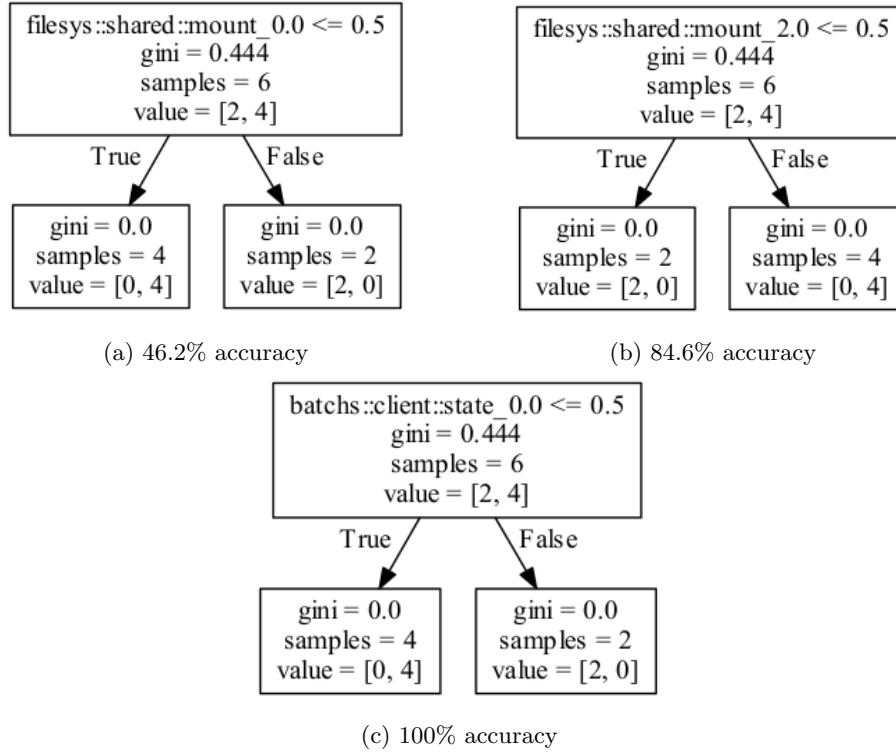 filesys::shared::mount_0.0 <= 0.5
gini = 0.444
samples = 6
value = [2, 4]
True
False
gini = 0.0
samples = 4
value = [0, 4]
gini = 0.0
samples = 2
value = [2, 0]
(a) 46.2% accuracy
filesys::shared::mount_2.0 <= 0.5
gini = 0.444
samples = 6
value = [2, 4]
True
False
gini = 0.0
samples = 2
value = [2, 0]
gini = 0.0
samples = 4
value = [0, 4]
(b) 84.6% accuracy
batchs::client::state_0.0 <= 0.5
gini = 0.444
samples = 6
value = [2, 4]
True
False
gini = 0.0
samples = 4
value = [0, 4]
gini = 0.0
samples = 2
value = [2, 0]
(c) 100% accuracy